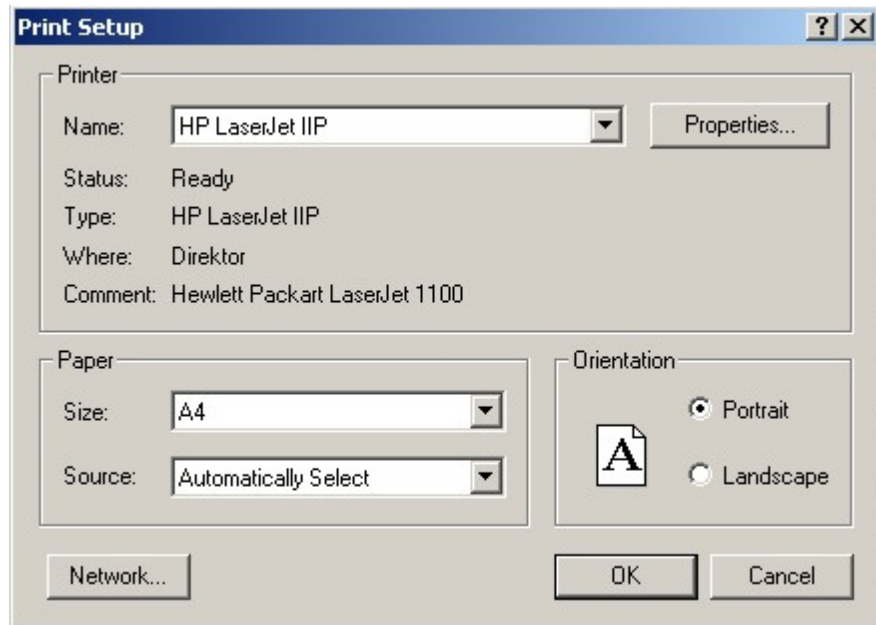 Print Setup
Printer
Name: HP LaserJet IIP Properties...
Status: Ready
Type: HP LaserJet IIP
Where: Direktor
Comment: Hewlett Packart LaserJet 1100
Paper
Size: A4
Source: Automatically Select
Orientation
A
Portrait
Landscape
Network... OK Cancel